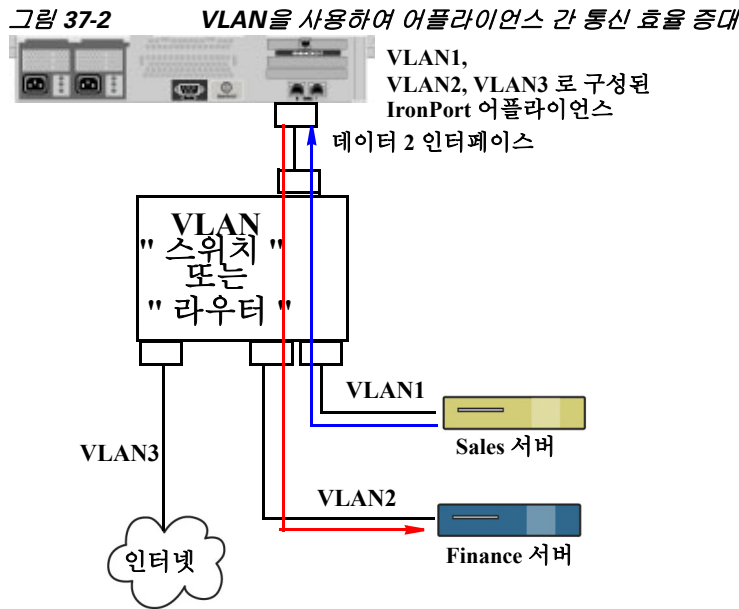 그림 37-2 VLAN을 사용하여 어플라이언스 간 통신 효율 증대
VLAN1,
VLAN2, VLAN3 로 구성된
IronPort 어플라이언스
데이터 2 인터페이스
VLAN
" 스위치 "
또는
" 라우터 "
VLAN1
Sales 서버
VLAN3
VLAN2
인터넷
Finance 서버